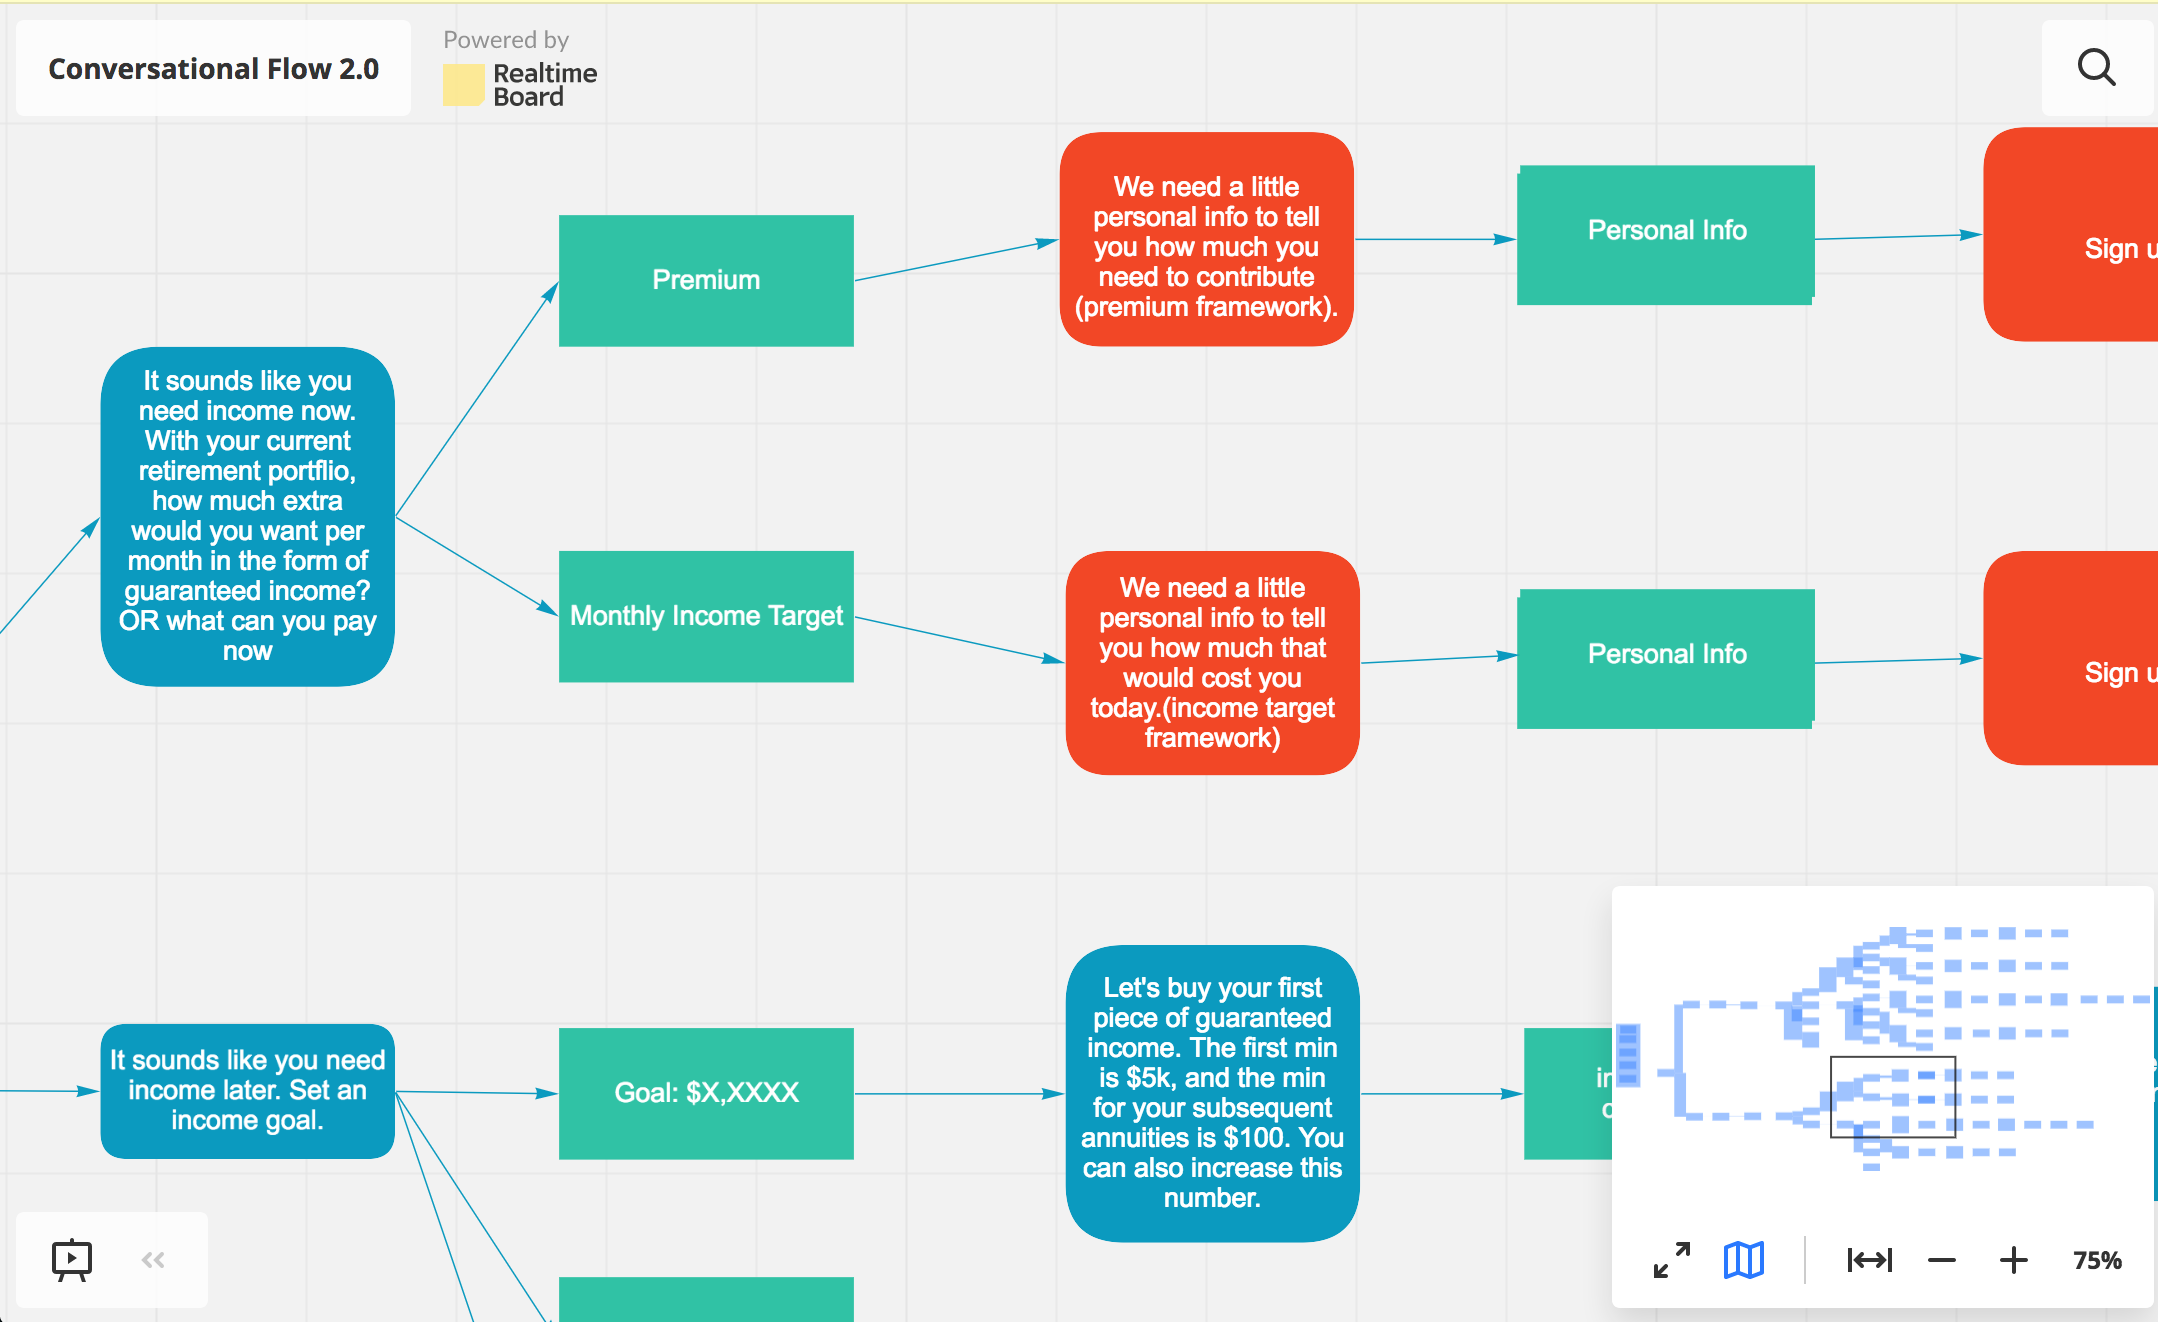 Conversational Flow 2.0
Powered by
Realtime
Board
We need a little
personal info to tell
you how much you
need to contribute
(premium framework).
Personal Info
Sign
Premium
It sounds like you
need income now.
With your current
retirement portflio,
how much extra
would you want per
month in the form of
guaranteed income?
OR what can you pay
now
Monthly Income Target
We need a little
personal info to tell
you how much that
would cost you
today.(income target
framework)
Personal Info
Sign
It sounds like you need
income later. Set an
income goal.
Goal: $X,XXXX
Let's buy your first
piece of guaranteed
income. The first min
is $5k, and the min
for your subsequent
annuities is $100. You
can also increase this
number.
75%